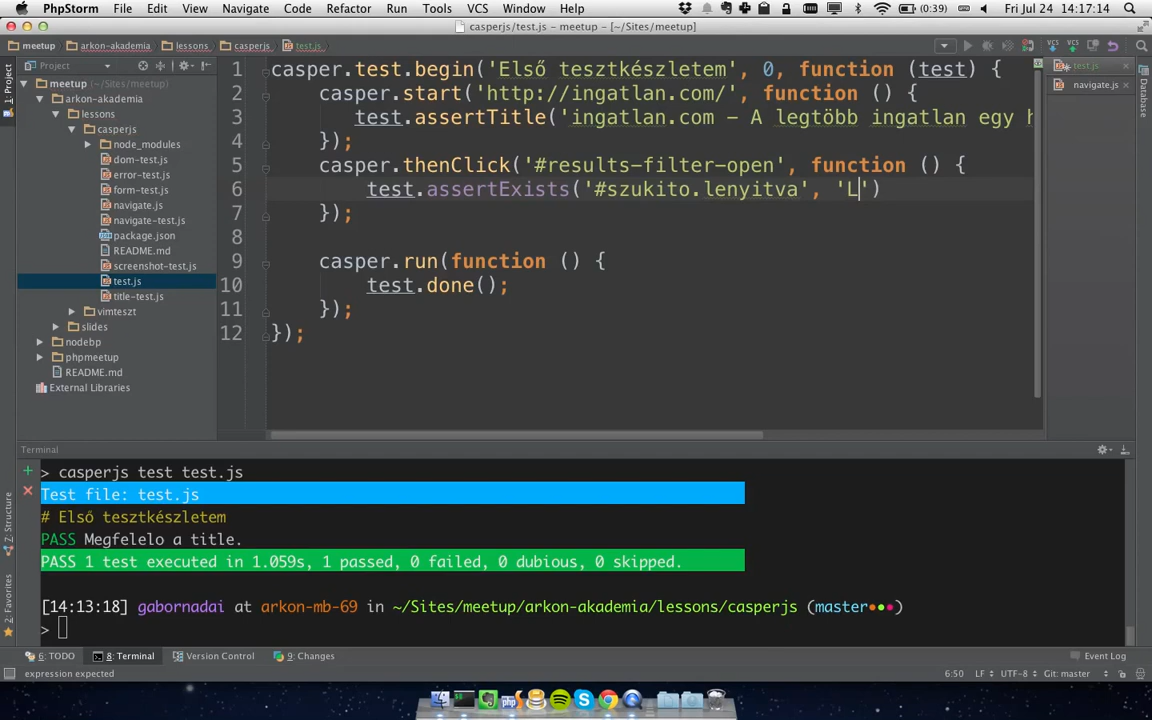 PhpStorm File Edit View Navigate Code Refactor Run Tools VCS Window Help (0:39) Fri Jul 24 14:17:14
casperjs/test.js – meetup – [~/Sites/meetup]
meetup arkon-akademia lessons casperjs test.js
1: Project
Project
meetup (~/Sites/meetup)
arkon-akademia
lessons
casperjs
node_modules
dom-test.js
error-test.js
form-test.js
navigate.js
navigate-test.js
package.json
README.md
screenshot-test.js
test.js
title-test.js
vimteszt
slides
nodebp
phpmeetup
README.md
External Libraries
1 casper.test.begin('Első tesztkészletem', 0, function (test) {
2 casper.start('http://ingatlan.com/', function () {
3 test.assertTitle('ingatlan.com – A legtöbb ingatlan egy h
4 });
5 casper.thenClick('#results-filter-open', function () {
6 test.assertExists('#szukito.lenyitva', 'L')
7 });
8
9 casper.run(function () {
10 test.done();
11 });
12 });
test.js
navigate.js
Database
Terminal
> casperjs test test.js
Test file: test.js
# Első tesztkészletem
PASS Megfelelo a title.
PASS 1 test executed in 1.059s, 1 passed, 0 failed, 0 dubious, 0 skipped.
[14:13:18] gabornadai at arkon-mb-69 in ~/Sites/meetup/arkon-akademia/lessons/casperjs (master•••)
>
Z: Structure
2: Favorites
6: TODO 8: Terminal Version Control 9: Changes Event Log
expression expected 6:50 LF UTF-8 Git: master